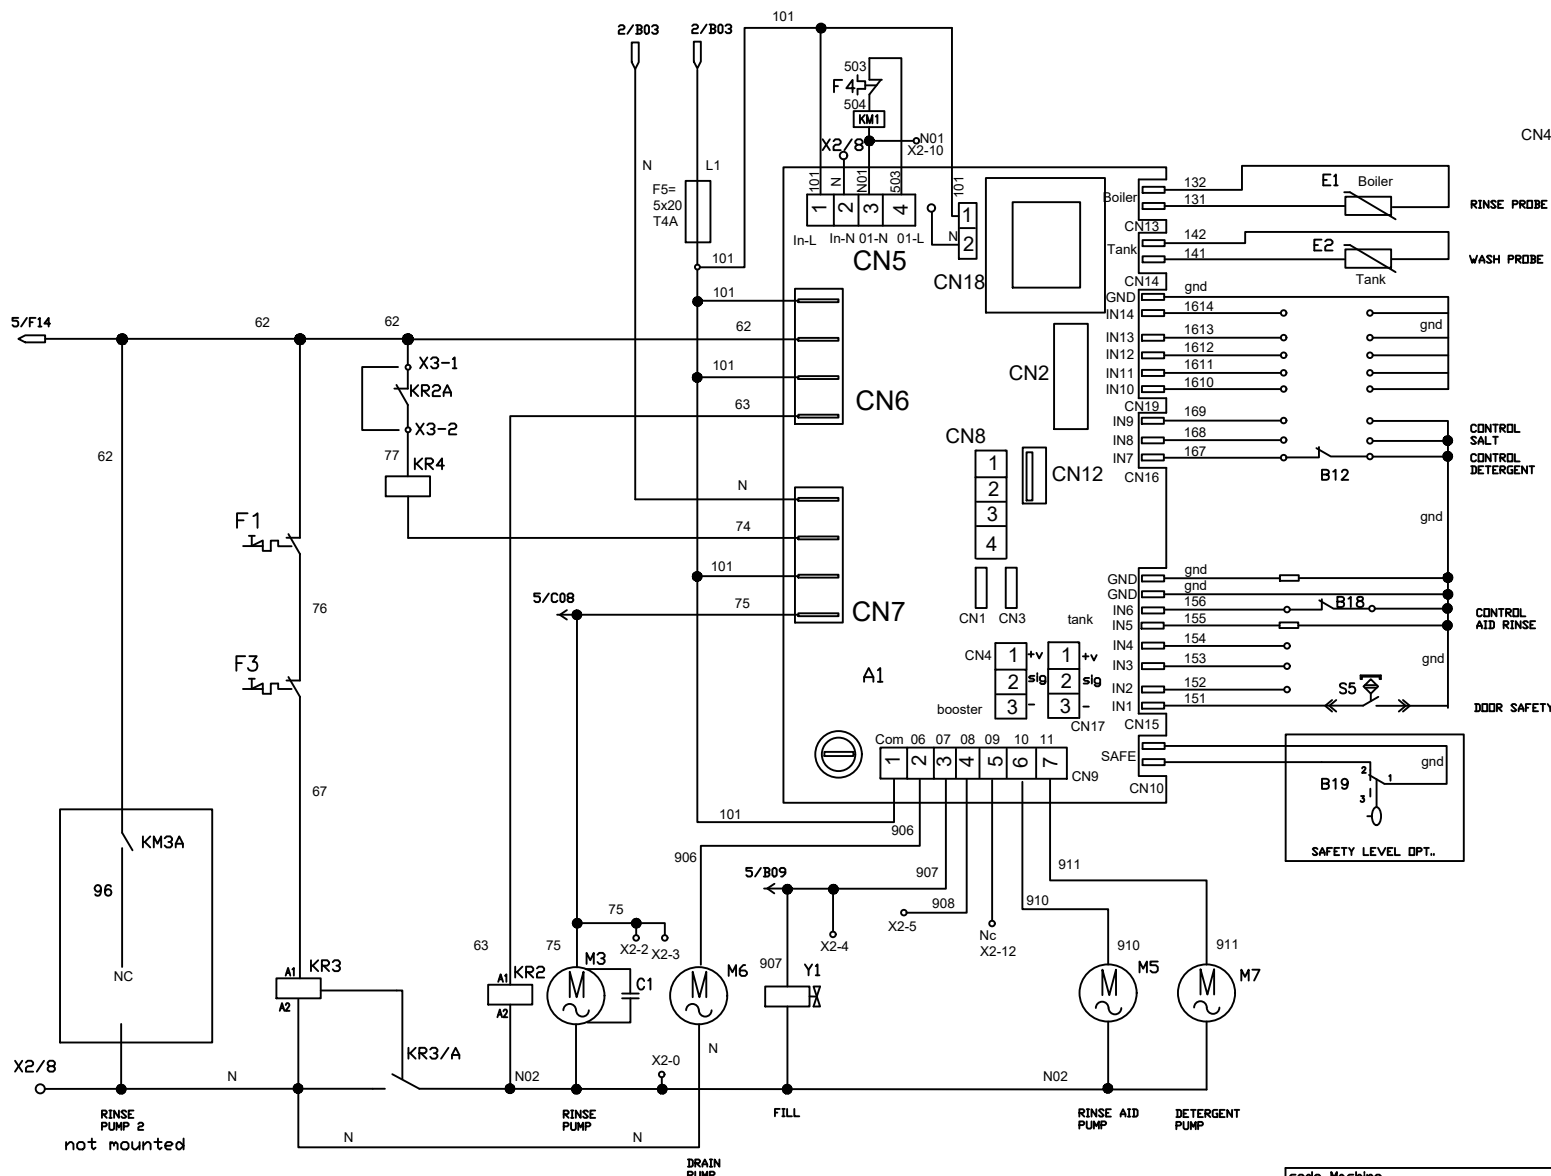 101
2/B03 2/B03
503
F4
504
KM1
CN4
X2/8
N01
X2-10
N
L1
F5=
5x20
T4A
101
N
N01
503
101
1 2 3 4
In-L In-N 01-N 01-L
CN5
1
N 2
CN18
Boiler
132
131
E1 Boiler
RINSE PROBE
CN13
Tank
142
141
E2
Tank
WASH PROBE
CN14
GND gnd
IN14 1614
gnd
IN13 1613
IN12 1612
IN11 1611
IN10 1610
CN19
IN9 169
IN8 168
IN7 167
CN16
B12
CONTROL
SALT
CONTROL
DETERGENT
gnd
101
101
62
101
63
CN6
CN2
5/F14
62
62
X3-1
KR2A
X3-2
77
KR4
62
CN8
1
2
3
4
CN12
N
74
101
75
CN7
F1
76
F3
67
5/C08
CN1 CN3
tank
CN4
1 +v
2 sig
3 -
booster
1 +v
2 sig
3 -
CN17
A1
GND gnd
GND gnd
IN6 156
B18
IN5 155
IN4 154
IN3 153
IN2 152
IN1 151
CN15
CONTROL
AID RINSE
gnd
S5
DOOR SAFETY
SAFE
CN10
gnd
B19
2
1
3
SAFETY LEVEL OPT..
Com 06 07 08 09 10 11
1 2 3 4 5 6 7
CN9
101
906
906
907
911
5/B09
908
X2-5
910
Nc
X2-12
KM3A
96
NC
75
X2-2 X2-3
X2-4
63
75
907
910
911
A1
KR3
A2
A1
KR2
A2
M3
M
C1
M6
M
Y1
M5
M
M7
M
KR3/A
N
X2-0
X2/8
N
N02
N02
RINSE
PUMP 2
not mounted
RINSE
PUMP
FILL
RINSE AID
PUMP
DETERGENT
PUMP
N
N
DRAIN
PUMP
code Machine